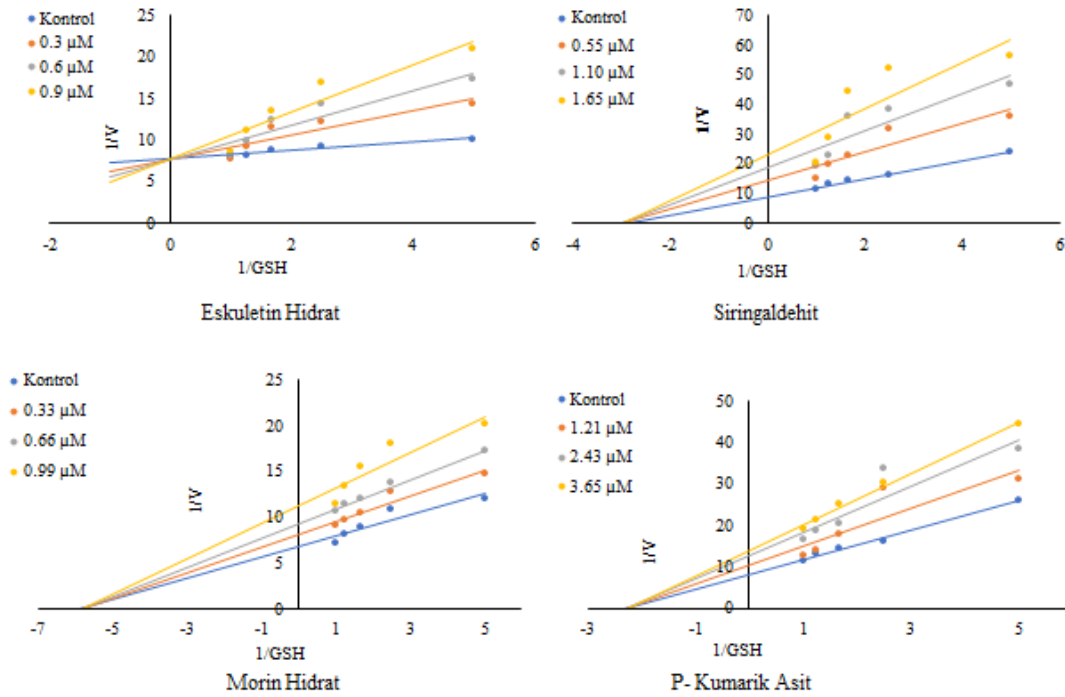 Kontrol
0.3 µM
0.6 µM
0.9 µM
25
20
15
10
5
0
1/V
-2 0 2 4 6
1/GSH
Eskuletin Hidrat
Kontrol
0.55 µM
1.10 µM
1.65 µM
70
60
50
40
30
20
10
0
1/V
-4 -2 0 2 4 6
1/GSH
Siringaldehit
Kontrol
0.33 µM
0.66 µM
0.99 µM
25
20
15
10
5
0
1/V
-7 -5 -3 -1 1 3 5
1/GSH
Morin Hidrat
Kontrol
1.21 µM
2.43 µM
3.65 µM
50
40
30
20
10
0
1/V
-3 -1 1 3 5
1/GSH
P- Kumarik Asit